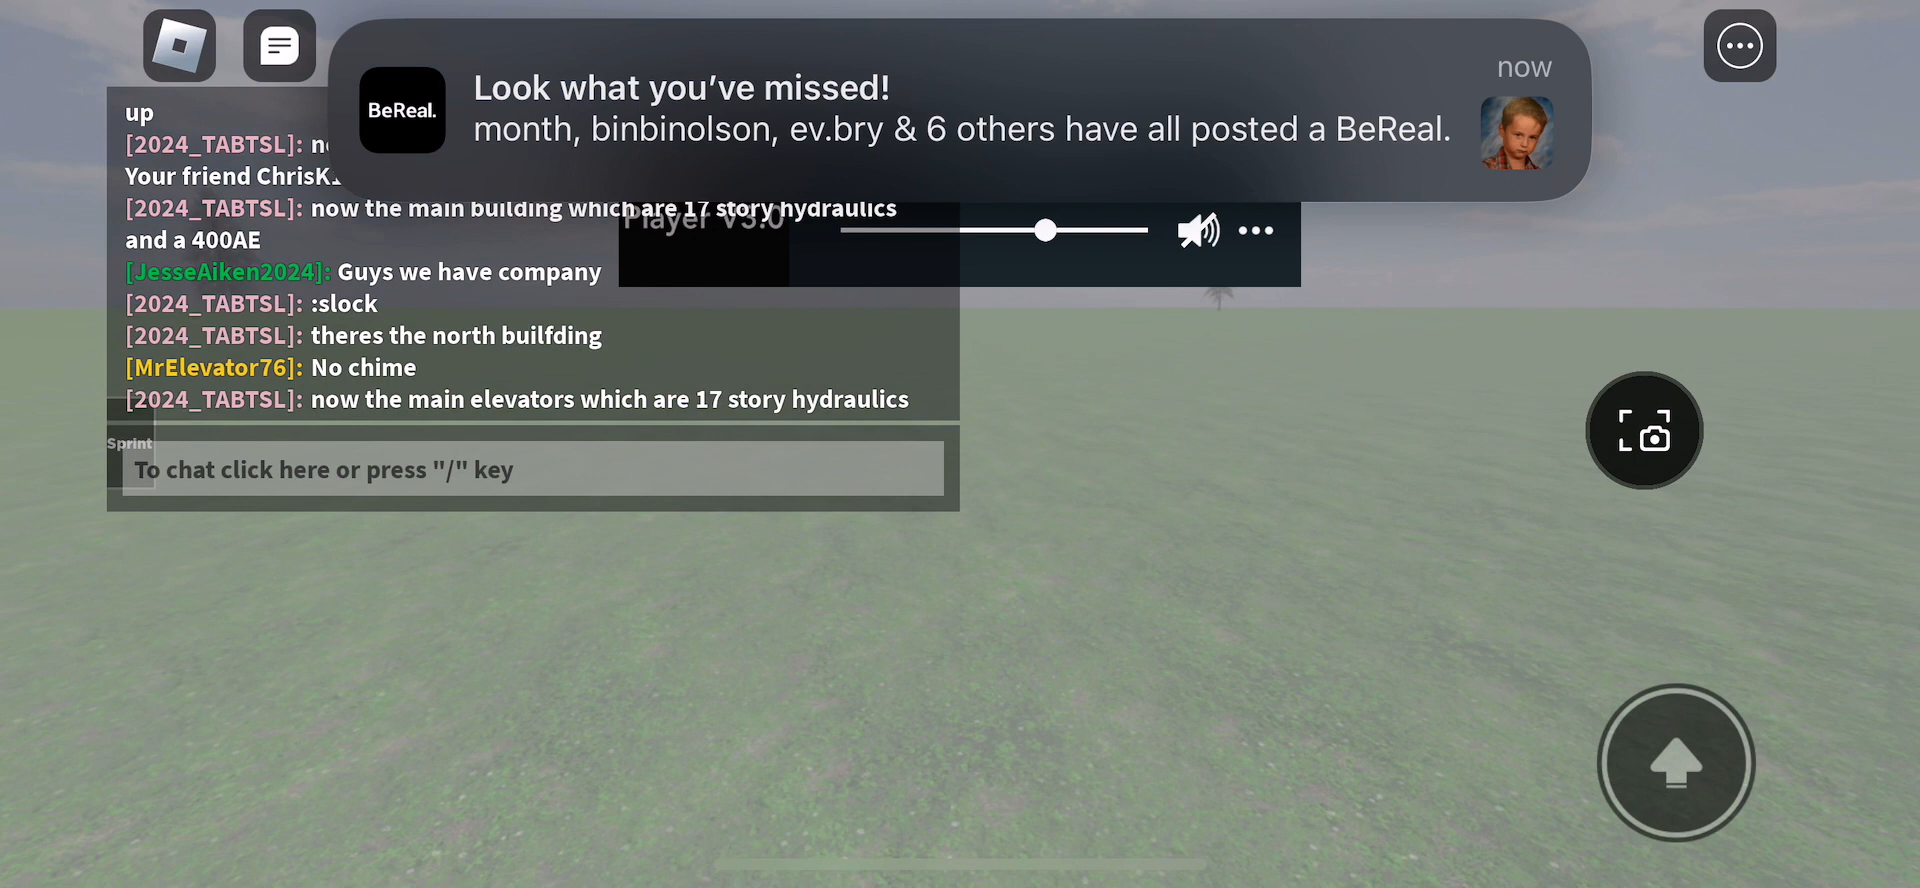 BeReal.
Look what you’ve missed!
now
month, binbinolson, ev.bry & 6 others have all posted a BeReal.
up
[2024_TABTSL]:
Your friend
[2024_TABTSL]: now the main building which are 17 story hydraulics
and a 400AE
Player V3.0
[JesseAiken2024]: Guys we have company
[2024_TABTSL]: :slock
[2024_TABTSL]: theres the north builfding
[MrElevator76]: No chime
[2024_TABTSL]: now the main elevators which are 17 story hydraulics
Sprint
To chat click here or press "/" key